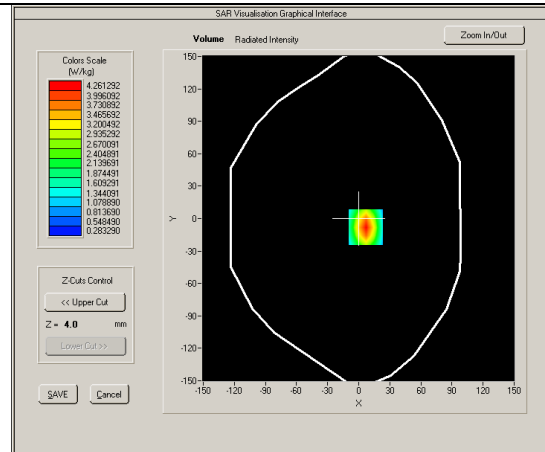 SAR Visualisation Graphical Interface
Volume Radiated Intensity
Zoom In/Out
Colors Scale
(W/kg)
4.261292
3.996092
3.730892
3.465692
3.200492
2.935292
2.670091
2.404891
2.139691
1.874491
1.609291
1.344091
1.078890
0.813690
0.548490
0.283290
Z-Cuts Control
<< Upper Cut
Z = 4.0 mm
Lower Cut >>
SAVE
Cancel
150-
120-
90-
60-
30-
0-
-30-
-60-
-90-
-120-
-150-
Y
-150 -120 -90 -60 -30 0 30 60 90 120 150
X